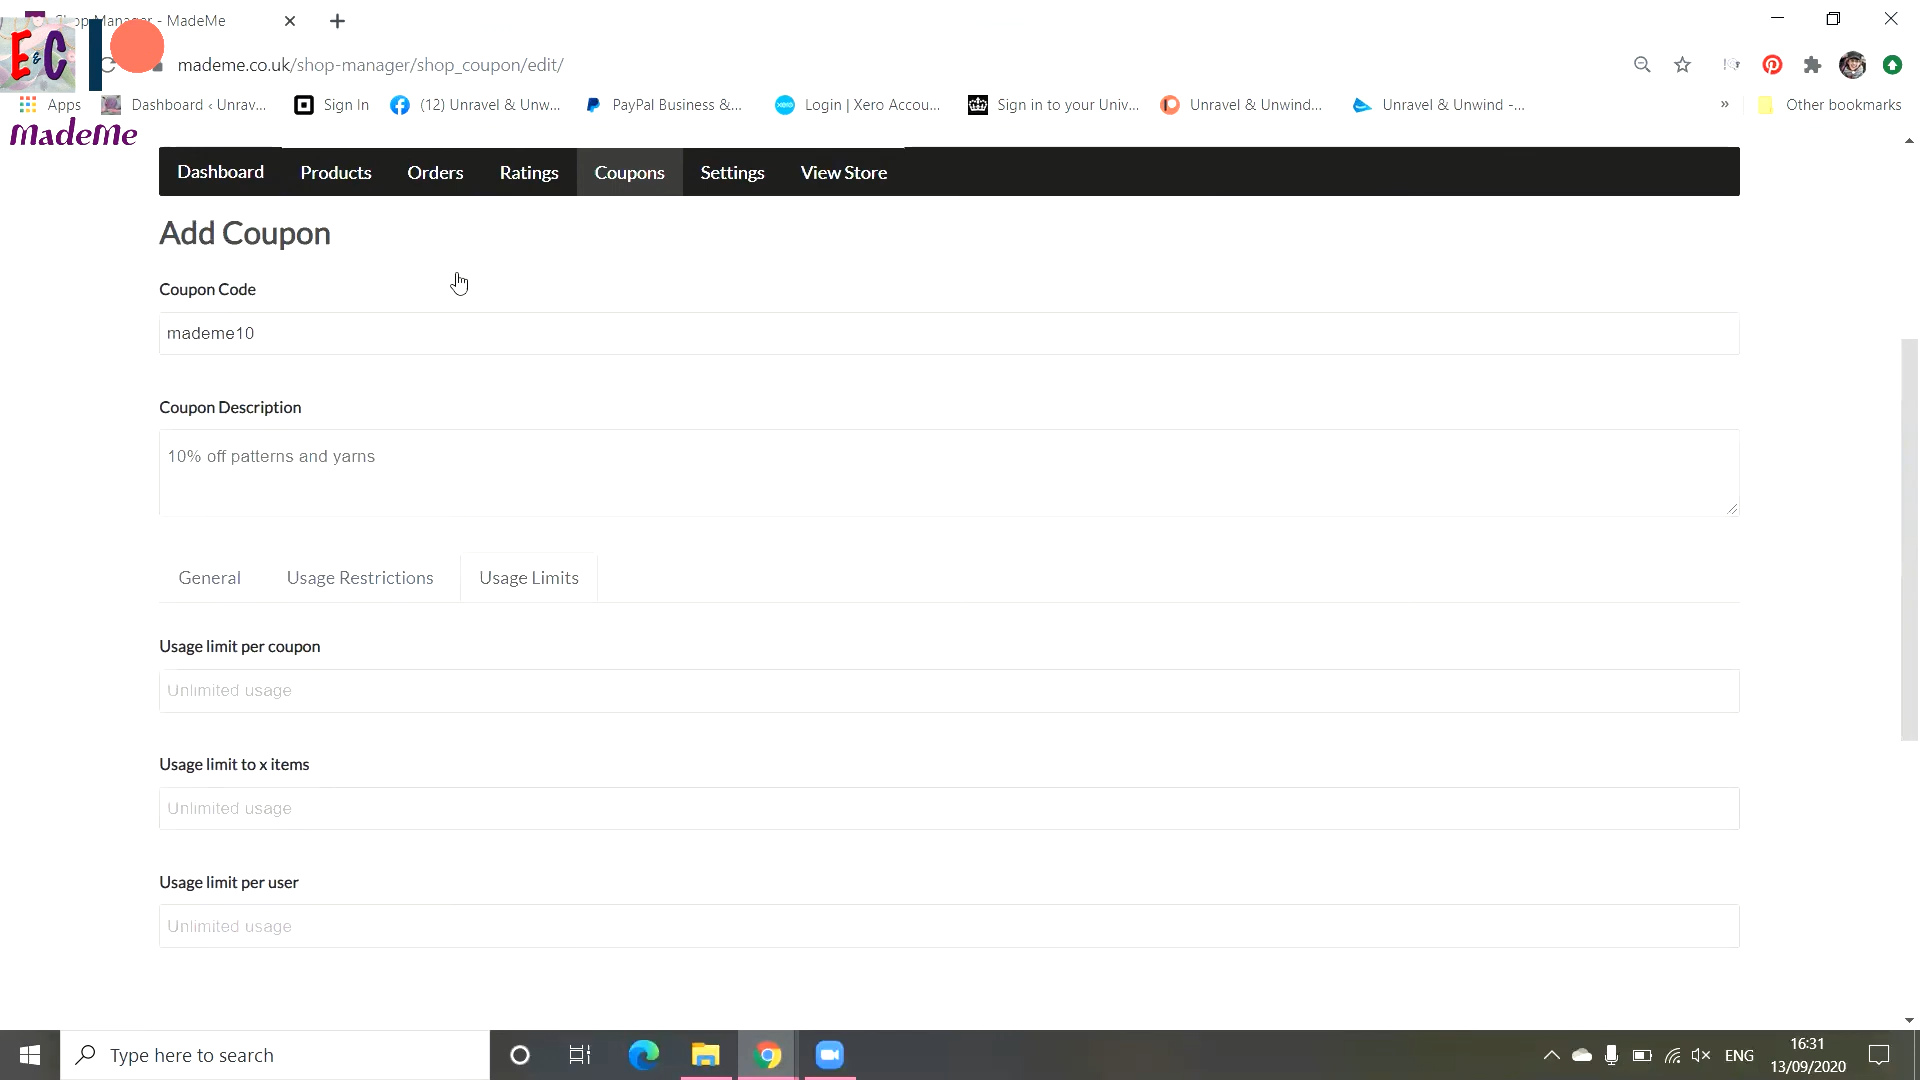 Shop Manager - MadeMe
E&C
mademe.co.uk/shop-manager/shop_coupon/edit/
Apps Dashboard ‹ Unrav... Sign In (12) Unravel & Unw... PayPal Business &... Login | Xero Accou... Sign in to your Univ... Unravel & Unwind... Unravel & Unwind -... » Other bookmarks
MadeMe
Dashboard Products Orders Ratings Coupons Settings View Store
Add Coupon
Coupon Code
mademe10
Coupon Description
10% off patterns and yarns
General Usage Restrictions Usage Limits
Usage limit per coupon
Unlimited usage
Usage limit to x items
Unlimited usage
Usage limit per user
Unlimited usage
Type here to search
ENG
16:31
13/09/2020